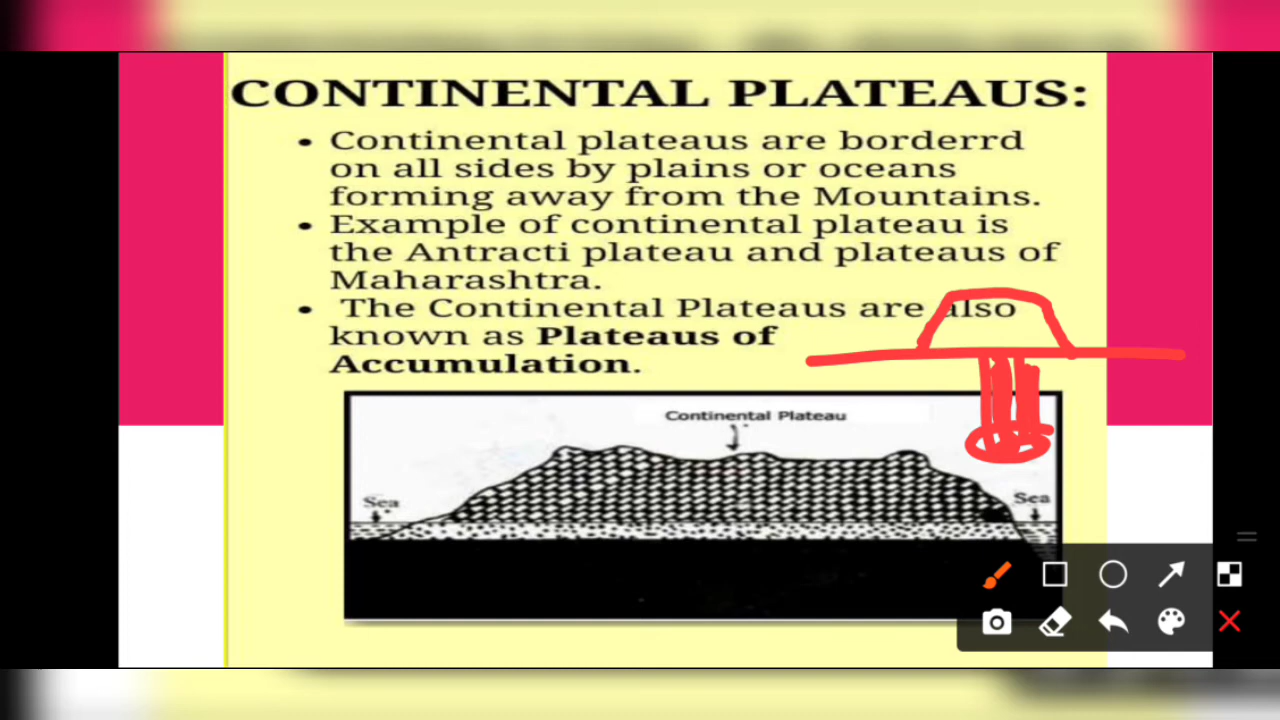 CONTINENTAL PLATEAUS:
• Continental plateaus are borderrd
on all sides by plains or oceans
forming away from the Mountains.
• Example of continental plateau is
the Antracti plateau and plateaus of
Maharashtra.
• The Continental Plateaus are also
known as Plateaus of
Accumulation.
Continental Plateau
Sea
Sea